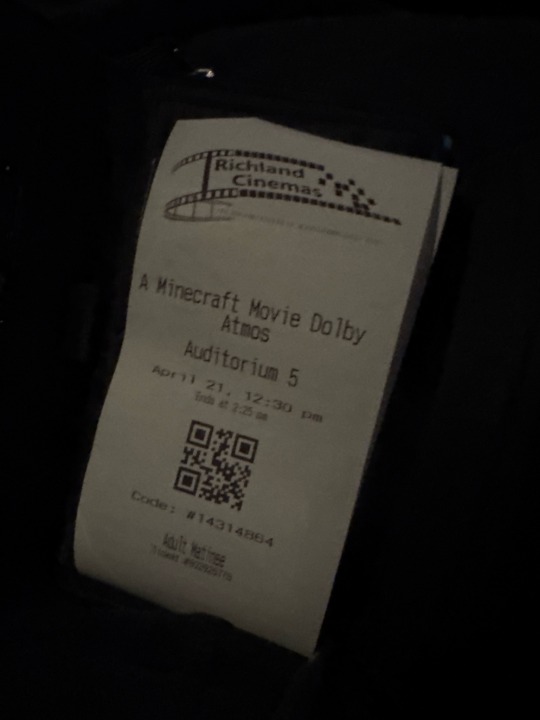 Richland
Cinemas
A Minecraft Movie Dolby
Atmos
Auditorium 5
April 21, 12:30 pm
Ends at 2:25 pm
Code: #14314864
Adult Matinee